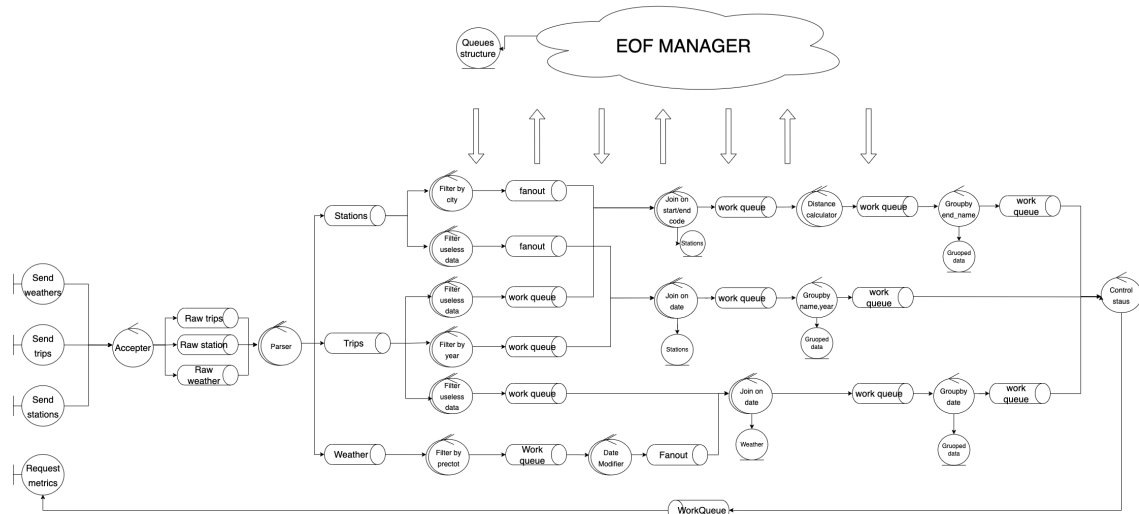 EOF MANAGER
Queues
structure
Filter by
city
fanout
Stations
Join on
start/end
code
work queue
Distance
calculator
work queue
Groupby
end_name
work
queue
Filter
useless
data
fanout
Stations
Gruoped
data
Send
weathers
Filter
useless
data
work queue
Join on
date
work queue
Groupby
name,year
work
queue
Control
staus
Raw trips
Send
trips
Accepter
Raw station
Parser
Trips
Filter by
year
work queue
Stations
Gruoped
data
Raw
weather
Send
stations
Filter
useless
data
work queue
Join on
date
work queue
Groupby
date
work
queue
Weather
Filter by
prectot
Work
queue
Date
Modifier
Fanout
Weather
Gruoped
data
Request
metrics
WorkQueue